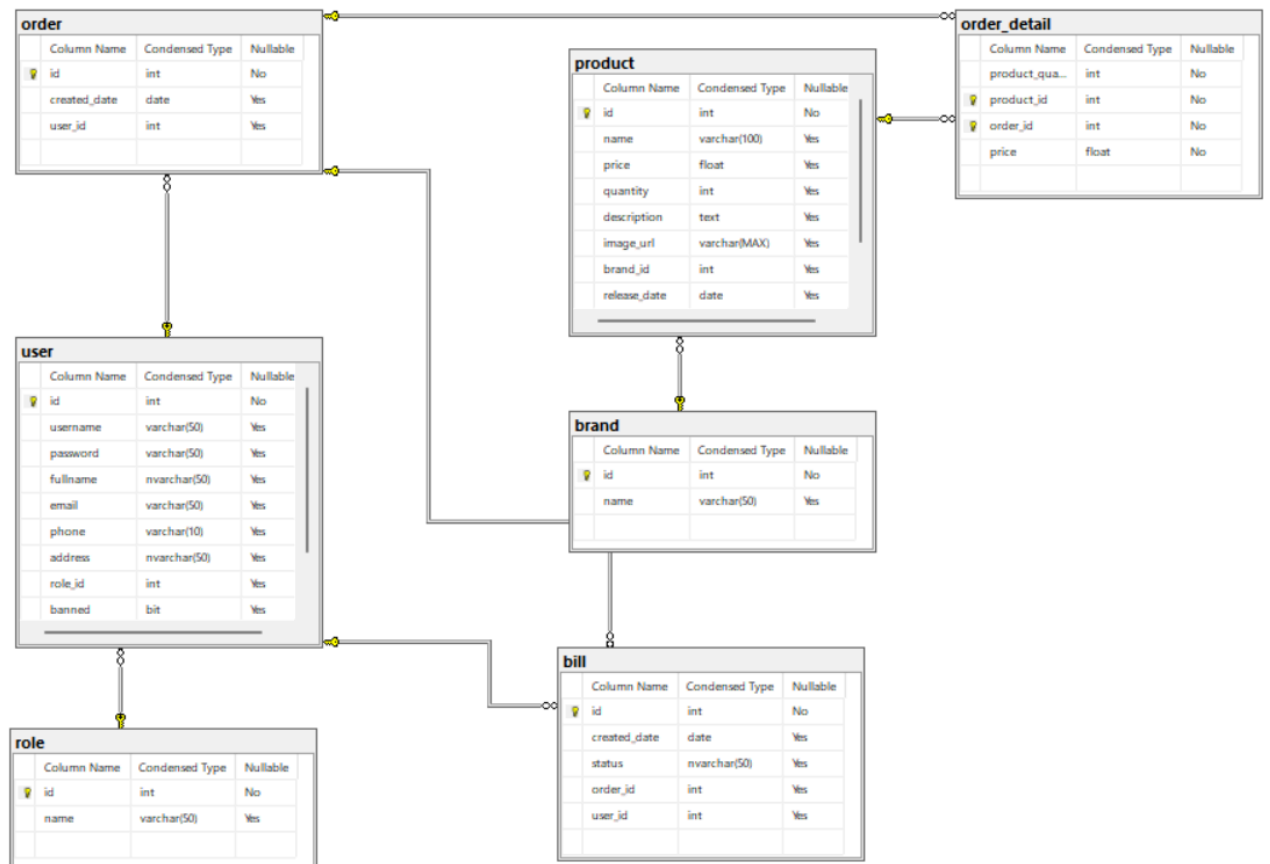 order
Column Name Condensed Type Nullable
id int No
created_date date Yes
user_id int Yes
order_detail
Column Name Condensed Type Nullable
product_qua... int No
product_id int No
order_id int No
price float No
product
Column Name Condensed Type Nullable
id int No
name varchar(100) Yes
price float Yes
quantity int Yes
description text Yes
image_url varchar(MAX) Yes
brand_id int Yes
release_date date Yes
user
Column Name Condensed Type Nullable
id int No
username varchar(50) Yes
password varchar(50) Yes
fullname nvarchar(50) Yes
email varchar(50) Yes
phone varchar(10) Yes
address nvarchar(50) Yes
role_id int Yes
banned bit Yes
brand
Column Name Condensed Type Nullable
id int No
name varchar(50) Yes
bill
Column Name Condensed Type Nullable
id int No
created_date date Yes
status nvarchar(50) Yes
order_id int Yes
user_id int Yes
role
Column Name Condensed Type Nullable
id int No
name varchar(50) Yes